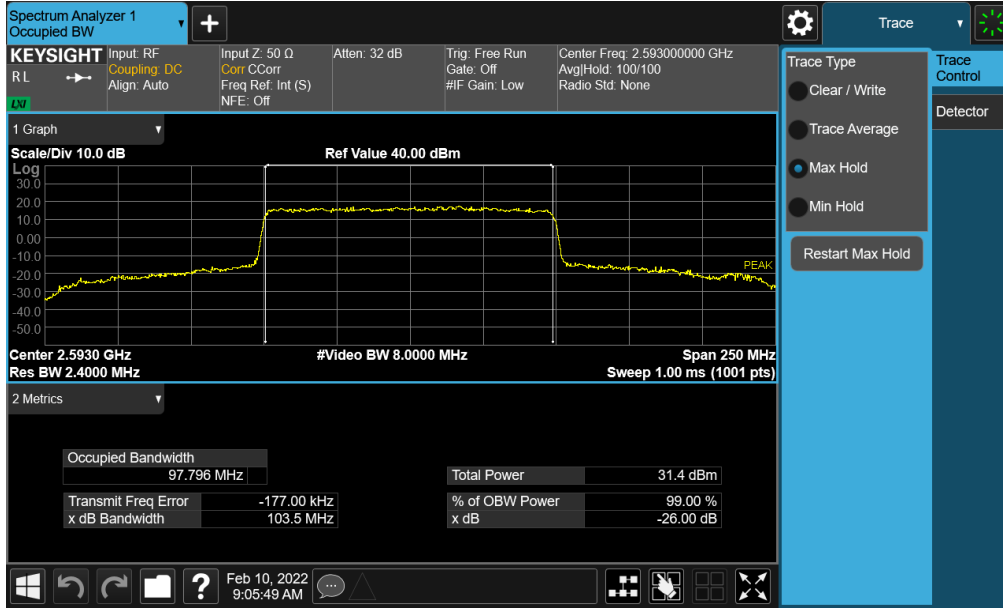 Spectrum Analyzer 1
Occupied BW
Trace
KEYSIGHT
R L
LXI
Input: RF
Coupling: DC
Align: Auto
Input Z: 50 Ω
Corr CCorr
Freq Ref: Int (S)
NFE: Off
Atten: 32 dB
Trig: Free Run
Gate: Off
#IF Gain: Low
Center Freq: 2.593000000 GHz
Avg|Hold: 100/100
Radio Std: None
Trace Type
Clear / Write
Trace Average
Max Hold
Min Hold
Restart Max Hold
Trace
Control
Detector
1 Graph
Scale/Div 10.0 dB
Ref Value 40.00 dBm
Log
30.0
20.0
10.0
0.00
-10.0
-20.0
-30.0
-40.0
-50.0
PEAK
Center 2.5930 GHz
#Video BW 8.0000 MHz
Span 250 MHz
Res BW 2.4000 MHz
Sweep 1.00 ms (1001 pts)
2 Metrics
Occupied Bandwidth
97.796 MHz
Transmit Freq Error -177.00 kHz
x dB Bandwidth 103.5 MHz
Total Power 31.4 dBm
% of OBW Power 99.00 %
x dB -26.00 dB
?
Feb 10, 2022
9:05:49 AM